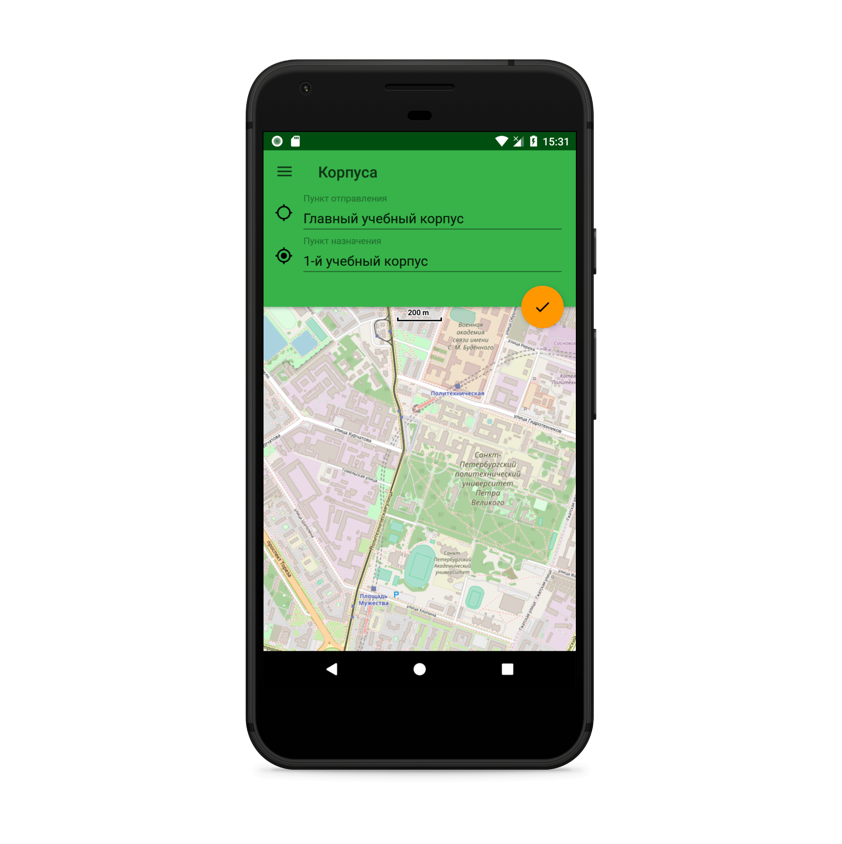 15:31
Корпуса
Пункт отправления
Главный учебный корпус
Пункт назначения
1-й учебный корпус
200 m
Военная
академия
связи имени
С. М. Будённого
Политехническая
улица Гидротехников
улица Курчатова
Санкт-
Петербургский
политехнический
университет
Петра
Великого
Санкт-
Петербургский
Академический
университет
проспект Тореза
Площадь
Мужества
P
улица Хлопина